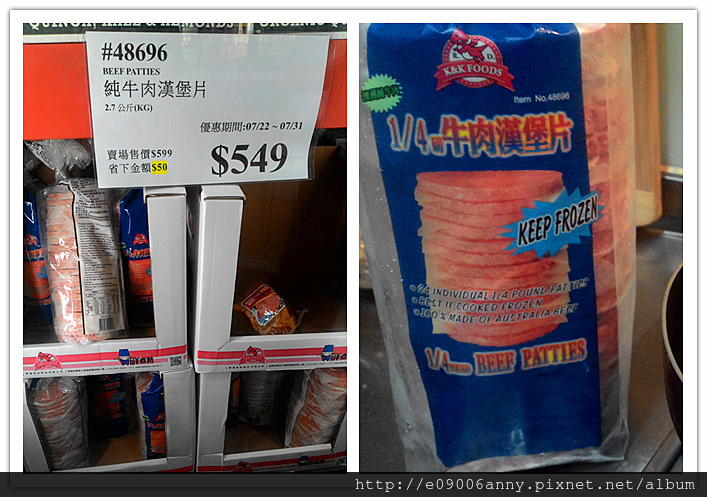 QUINOA, KALE & ALMONDS
ORGANIC QU
#48696
BEEF PATTIES
純牛肉漢堡片
2.7 公斤(KG)
優惠期間:07/22 ~ 07/31
賣場售價$599
省下金額$50
$549
R. D.
K&K FOODS
Item No.48696
1/4磅牛肉漢堡片
KEEP FROZEN
• 24 INDIVIDUAL 1/4 POUND PATTIES
• BEST IF COOKED FROZEN
• 100% MADE OF AUSTRALIA BEEF
1/4 BEEF PATTIES
http://e09006anny.pixnet.net/album